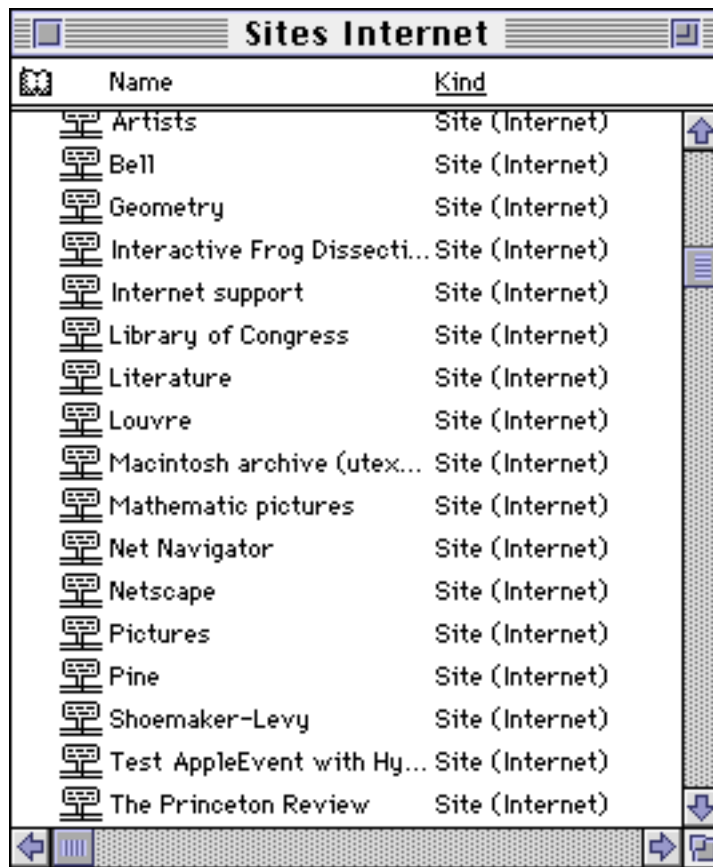 Sites Internet
Name Kind
Artists Site (Internet)
Bell Site (Internet)
Geometry Site (Internet)
Interactive Frog Dissecti... Site (Internet)
Internet support Site (Internet)
Library of Congress Site (Internet)
Literature Site (Internet)
Louvre Site (Internet)
Macintosh archive (utex... Site (Internet)
Mathematic pictures Site (Internet)
Net Navigator Site (Internet)
Netscape Site (Internet)
Pictures Site (Internet)
Pine Site (Internet)
Shoemaker-Levy Site (Internet)
Test AppleEvent with Hy... Site (Internet)
The Princeton Review Site (Internet)